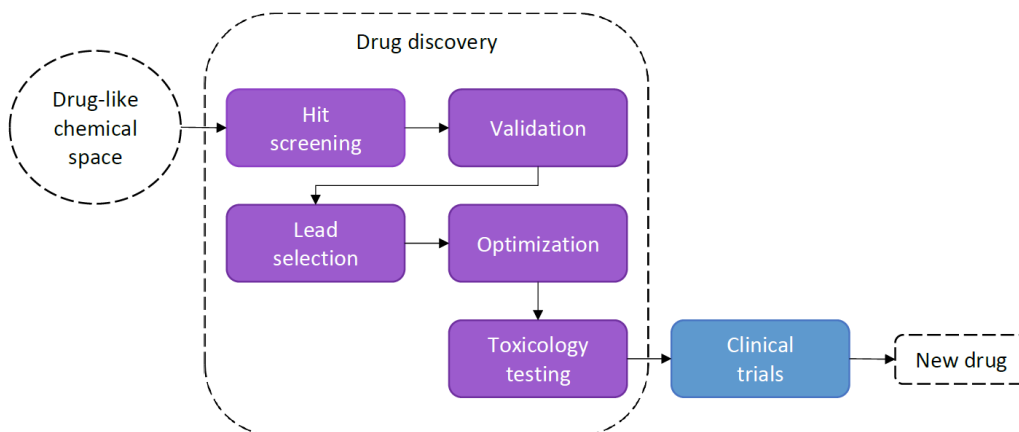 Drug discovery
Drug-like
chemical
space
Hit
screening
Validation
Lead
selection
Optimization
Toxicology
testing
Clinical
trials
New drug